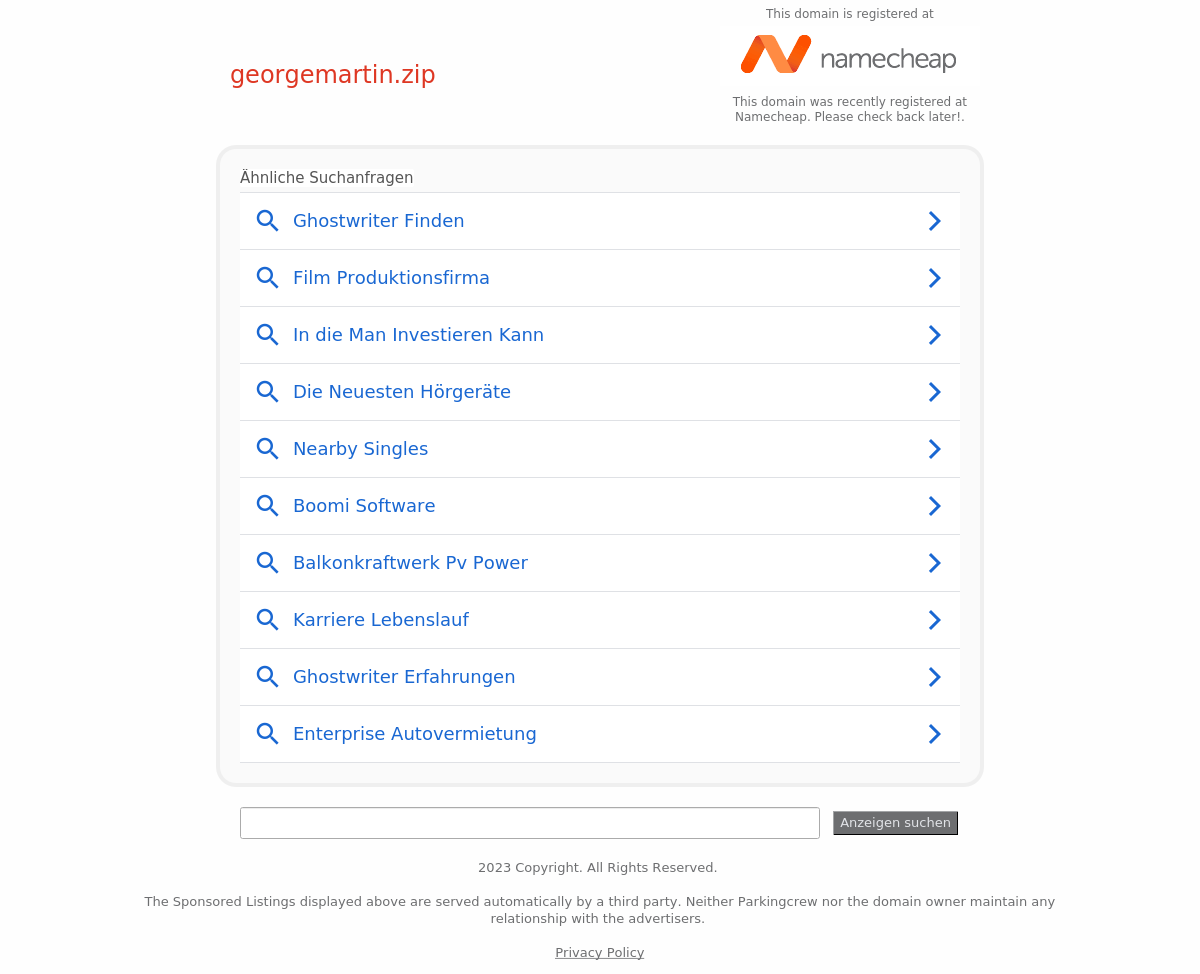 This domain is registered at
namecheap
georgemartin.zip
This domain was recently registered at
Namecheap. Please check back later!.
Ähnliche Suchanfragen
Ghostwriter Finden
Film Produktionsfirma
In die Man Investieren Kann
Die Neuesten Hörgeräte
Nearby Singles
Boomi Software
Balkonkraftwerk Pv Power
Karriere Lebenslauf
Ghostwriter Erfahrungen
Enterprise Autovermietung
Anzeigen suchen
2023 Copyright. All Rights Reserved.
The Sponsored Listings displayed above are served automatically by a third party. Neither Parkingcrew nor the domain owner maintain any
relationship with the advertisers.
Privacy Policy